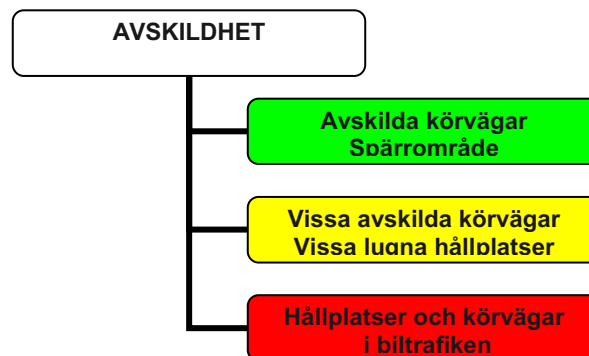 AVSKILDHET
Avskilda körvägar
Spärrområde
Vissa avskilda körvägar
Vissa lugna hållplatser
Hållplatser och körvägar
i biltrafiken